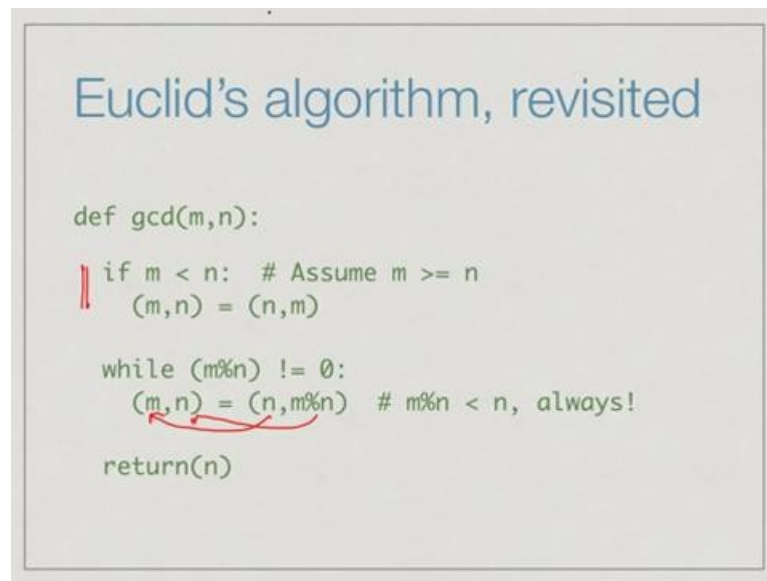 Euclid's algorithm, revisited
def gcd(m,n):
if m < n:  # Assume m >= n
(m,n) = (n,m)
while (m%n) != 0:
(m,n) = (n,m%n)  # m%n < n, always!
return(n)